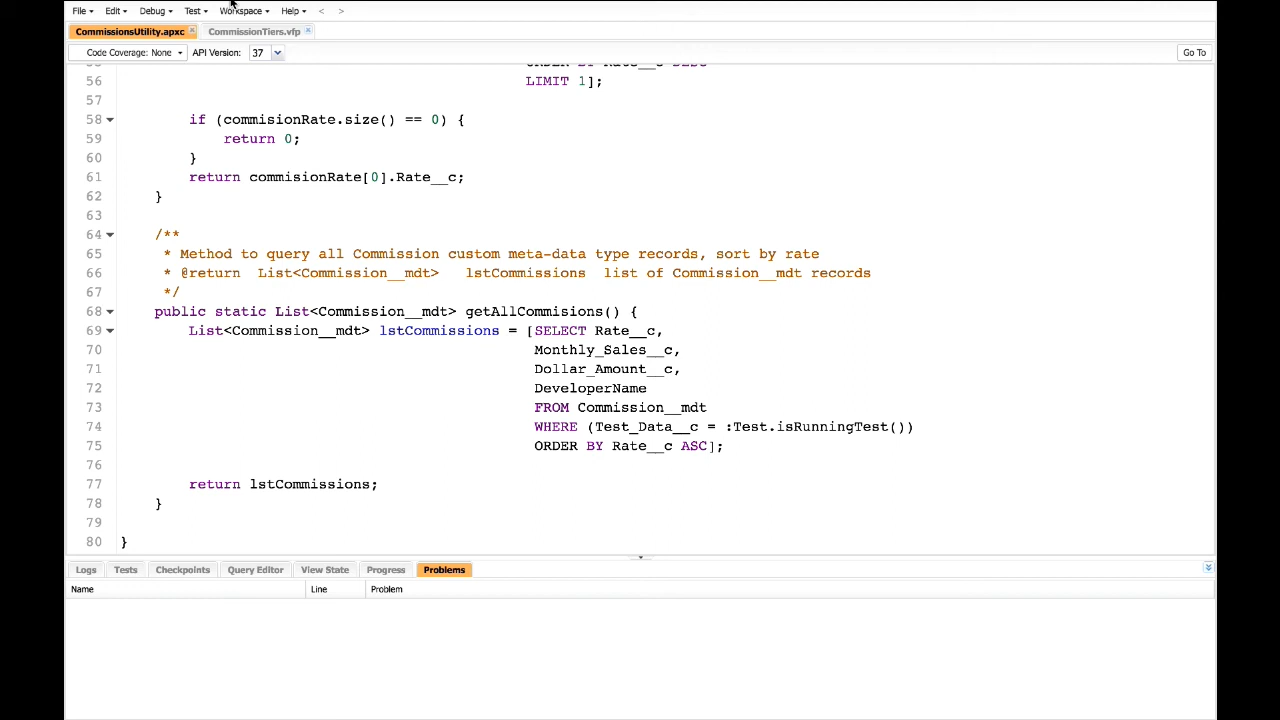 File Edit Debug Test Workspace Help < >
CommissionsUtility.apxc CommissionTiers.vfp
Code Coverage: None API Version: 37 Go To
ORDER BY Rate__c DESC
56 LIMIT 1];
57
58 if (commisionRate.size() == 0) {
59 return 0;
60 }
61 return commisionRate[0].Rate__c;
62 }
63
64 /**
65 * Method to query all Commission custom meta-data type records, sort by rate
66 * @return List<Commission__mdt> lstCommissions list of Commission__mdt records
67 */
68 public static List<Commission__mdt> getAllCommisions() {
69 List<Commission__mdt> lstCommissions = [SELECT Rate__c,
70 Monthly_Sales__c,
71 Dollar_Amount__c,
72 DeveloperName
73 FROM Commission__mdt
74 WHERE (Test_Data__c = :Test.isRunningTest())
75 ORDER BY Rate__c ASC];
76
77 return lstCommissions;
78 }
79
80 }
Logs Tests Checkpoints Query Editor View State Progress Problems
Name Line Problem